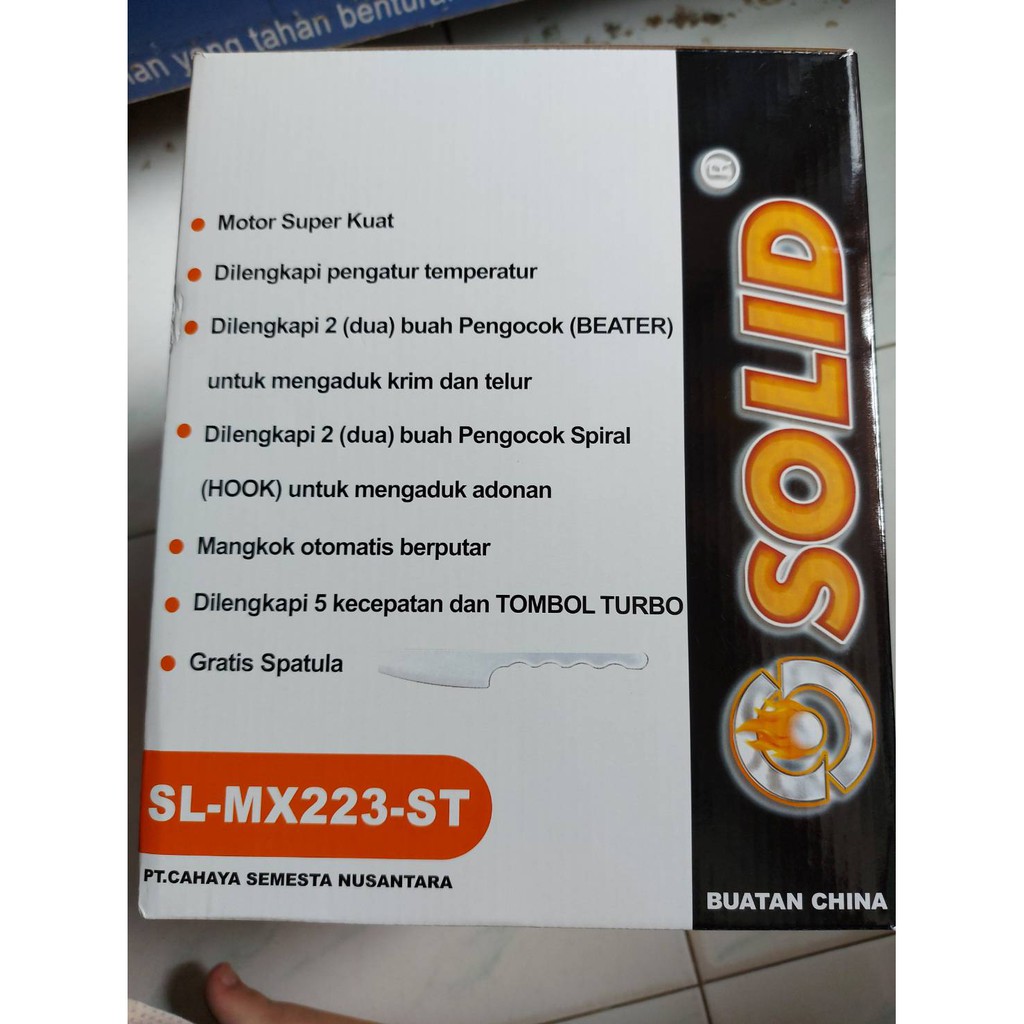 yang tahan
Motor Super Kuat
Dilengkapi pengatur temperatur
Dilengkapi 2 (dua) buah Pengocok (BEATER)
untuk mengaduk krim dan telur
Dilengkapi 2 (dua) buah Pengocok Spiral
(HOOK) untuk mengaduk adonan
Mangkok otomatis berputar
Dilengkapi 5 kecepatan dan TOMBOL TURBO
Gratis Spatula
SL-MX223-ST
PT.CAHAYA SEMESTA NUSANTARA
SOLID ®
BUATAN CHINA